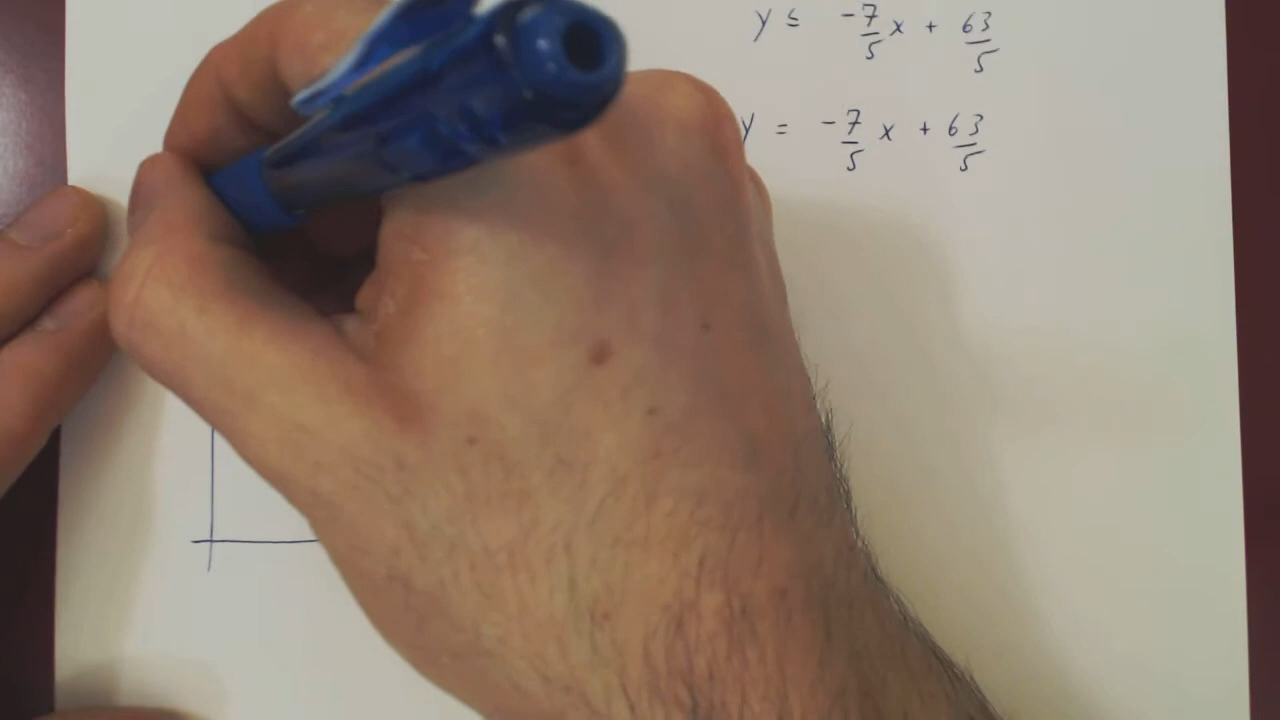 y ≤ -7/5 x + 63/5
y = -7/5 x + 63/5